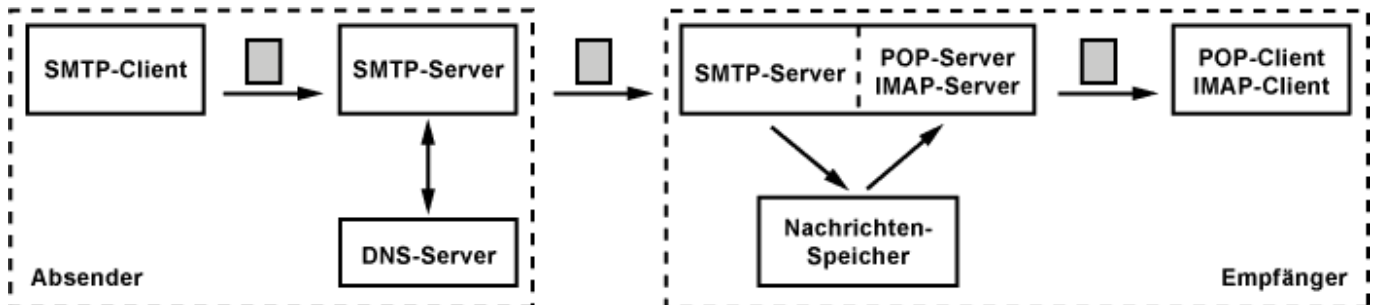 SMTP-Client
SMTP-Server
DNS-Server
Absender
SMTP-Server
POP-Server
IMAP-Server
Nachrichten-
Speicher
POP-Client
IMAP-Client
Empfänger